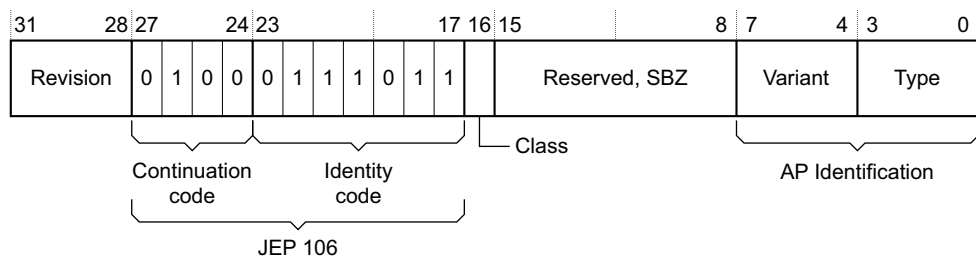 31 28 27 24 23 17 16 15 8 7 4 3 0
Revision 0 1 0 0 0 1 1 1 0 1 1 Reserved, SBZ Variant Type
Class
Continuation code Identity code AP Identification
JEP 106